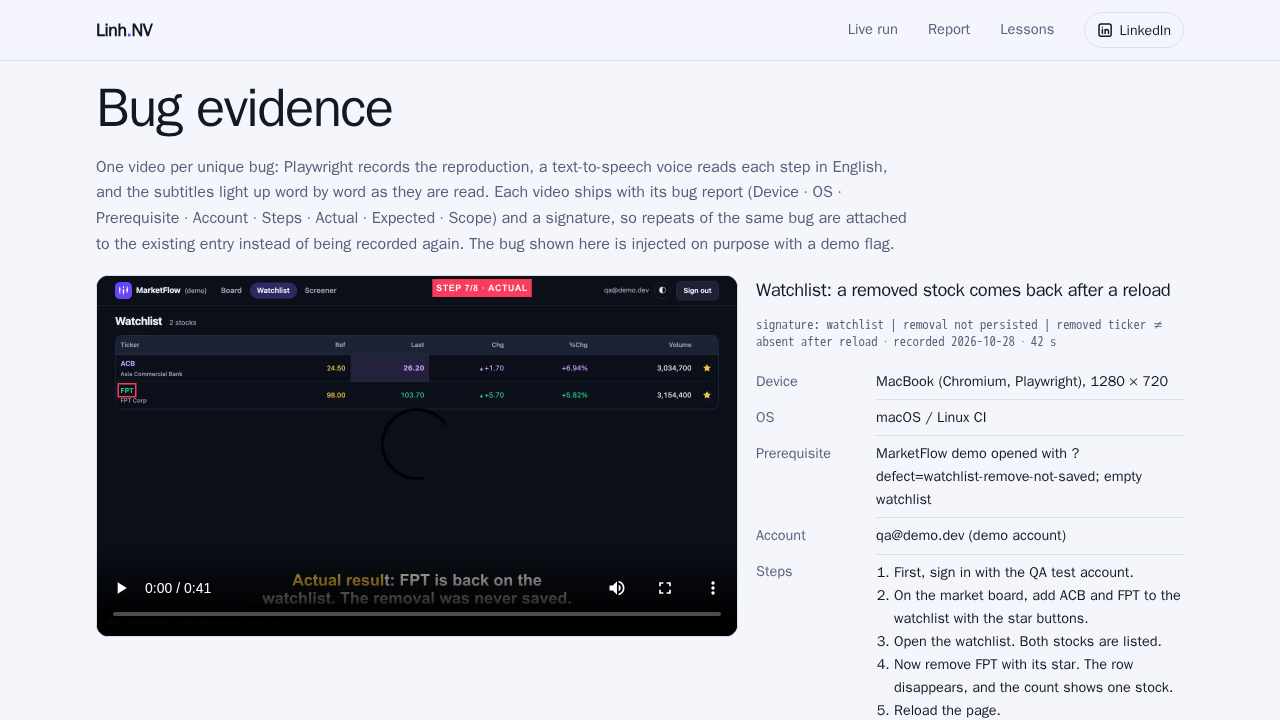 Linh.NV
Live run
Report
Lessons
LinkedIn
Bug evidence
One video per unique bug: Playwright records the reproduction, a text-to-speech voice reads each step in English,
and the subtitles light up word by word as they are read. Each video ships with its bug report (Device · OS ·
Prerequisite · Account · Steps · Actual · Expected · Scope) and a signature, so repeats of the same bug are attached
to the existing entry instead of being recorded again. The bug shown here is injected on purpose with a demo flag.
MarketFlow (demo)
Board
Watchlist
Screener
STEP 7/8 · ACTUAL
qa@demo.dev
Sign out
Watchlist 2 stocks
Ticker Ref Last Chg %Chg Volume
ACB 24.50 26.20 ▲+1.70 +6.94% 3,034,700
Asia Commercial Bank
FPT 98.00 103.70 ▲+5.70 +5.82% 3,154,400
FPT Corp
Actual result: FPT is back on the
watchlist. The removal was never saved.
0:00 / 0:41
Watchlist: a removed stock comes back after a reload
signature: watchlist | removal not persisted | removed ticker ≠
absent after reload · recorded 2026-10-28 · 42 s
Device MacBook (Chromium, Playwright), 1280 × 720
OS macOS / Linux CI
Prerequisite MarketFlow demo opened with ?
defect=watchlist-remove-not-saved; empty
watchlist
Account qa@demo.dev (demo account)
Steps 1. First, sign in with the QA test account.
2. On the market board, add ACB and FPT to the
watchlist with the star buttons.
3. Open the watchlist. Both stocks are listed.
4. Now remove FPT with its star. The row
disappears, and the count shows one stock.
5. Reload the page.